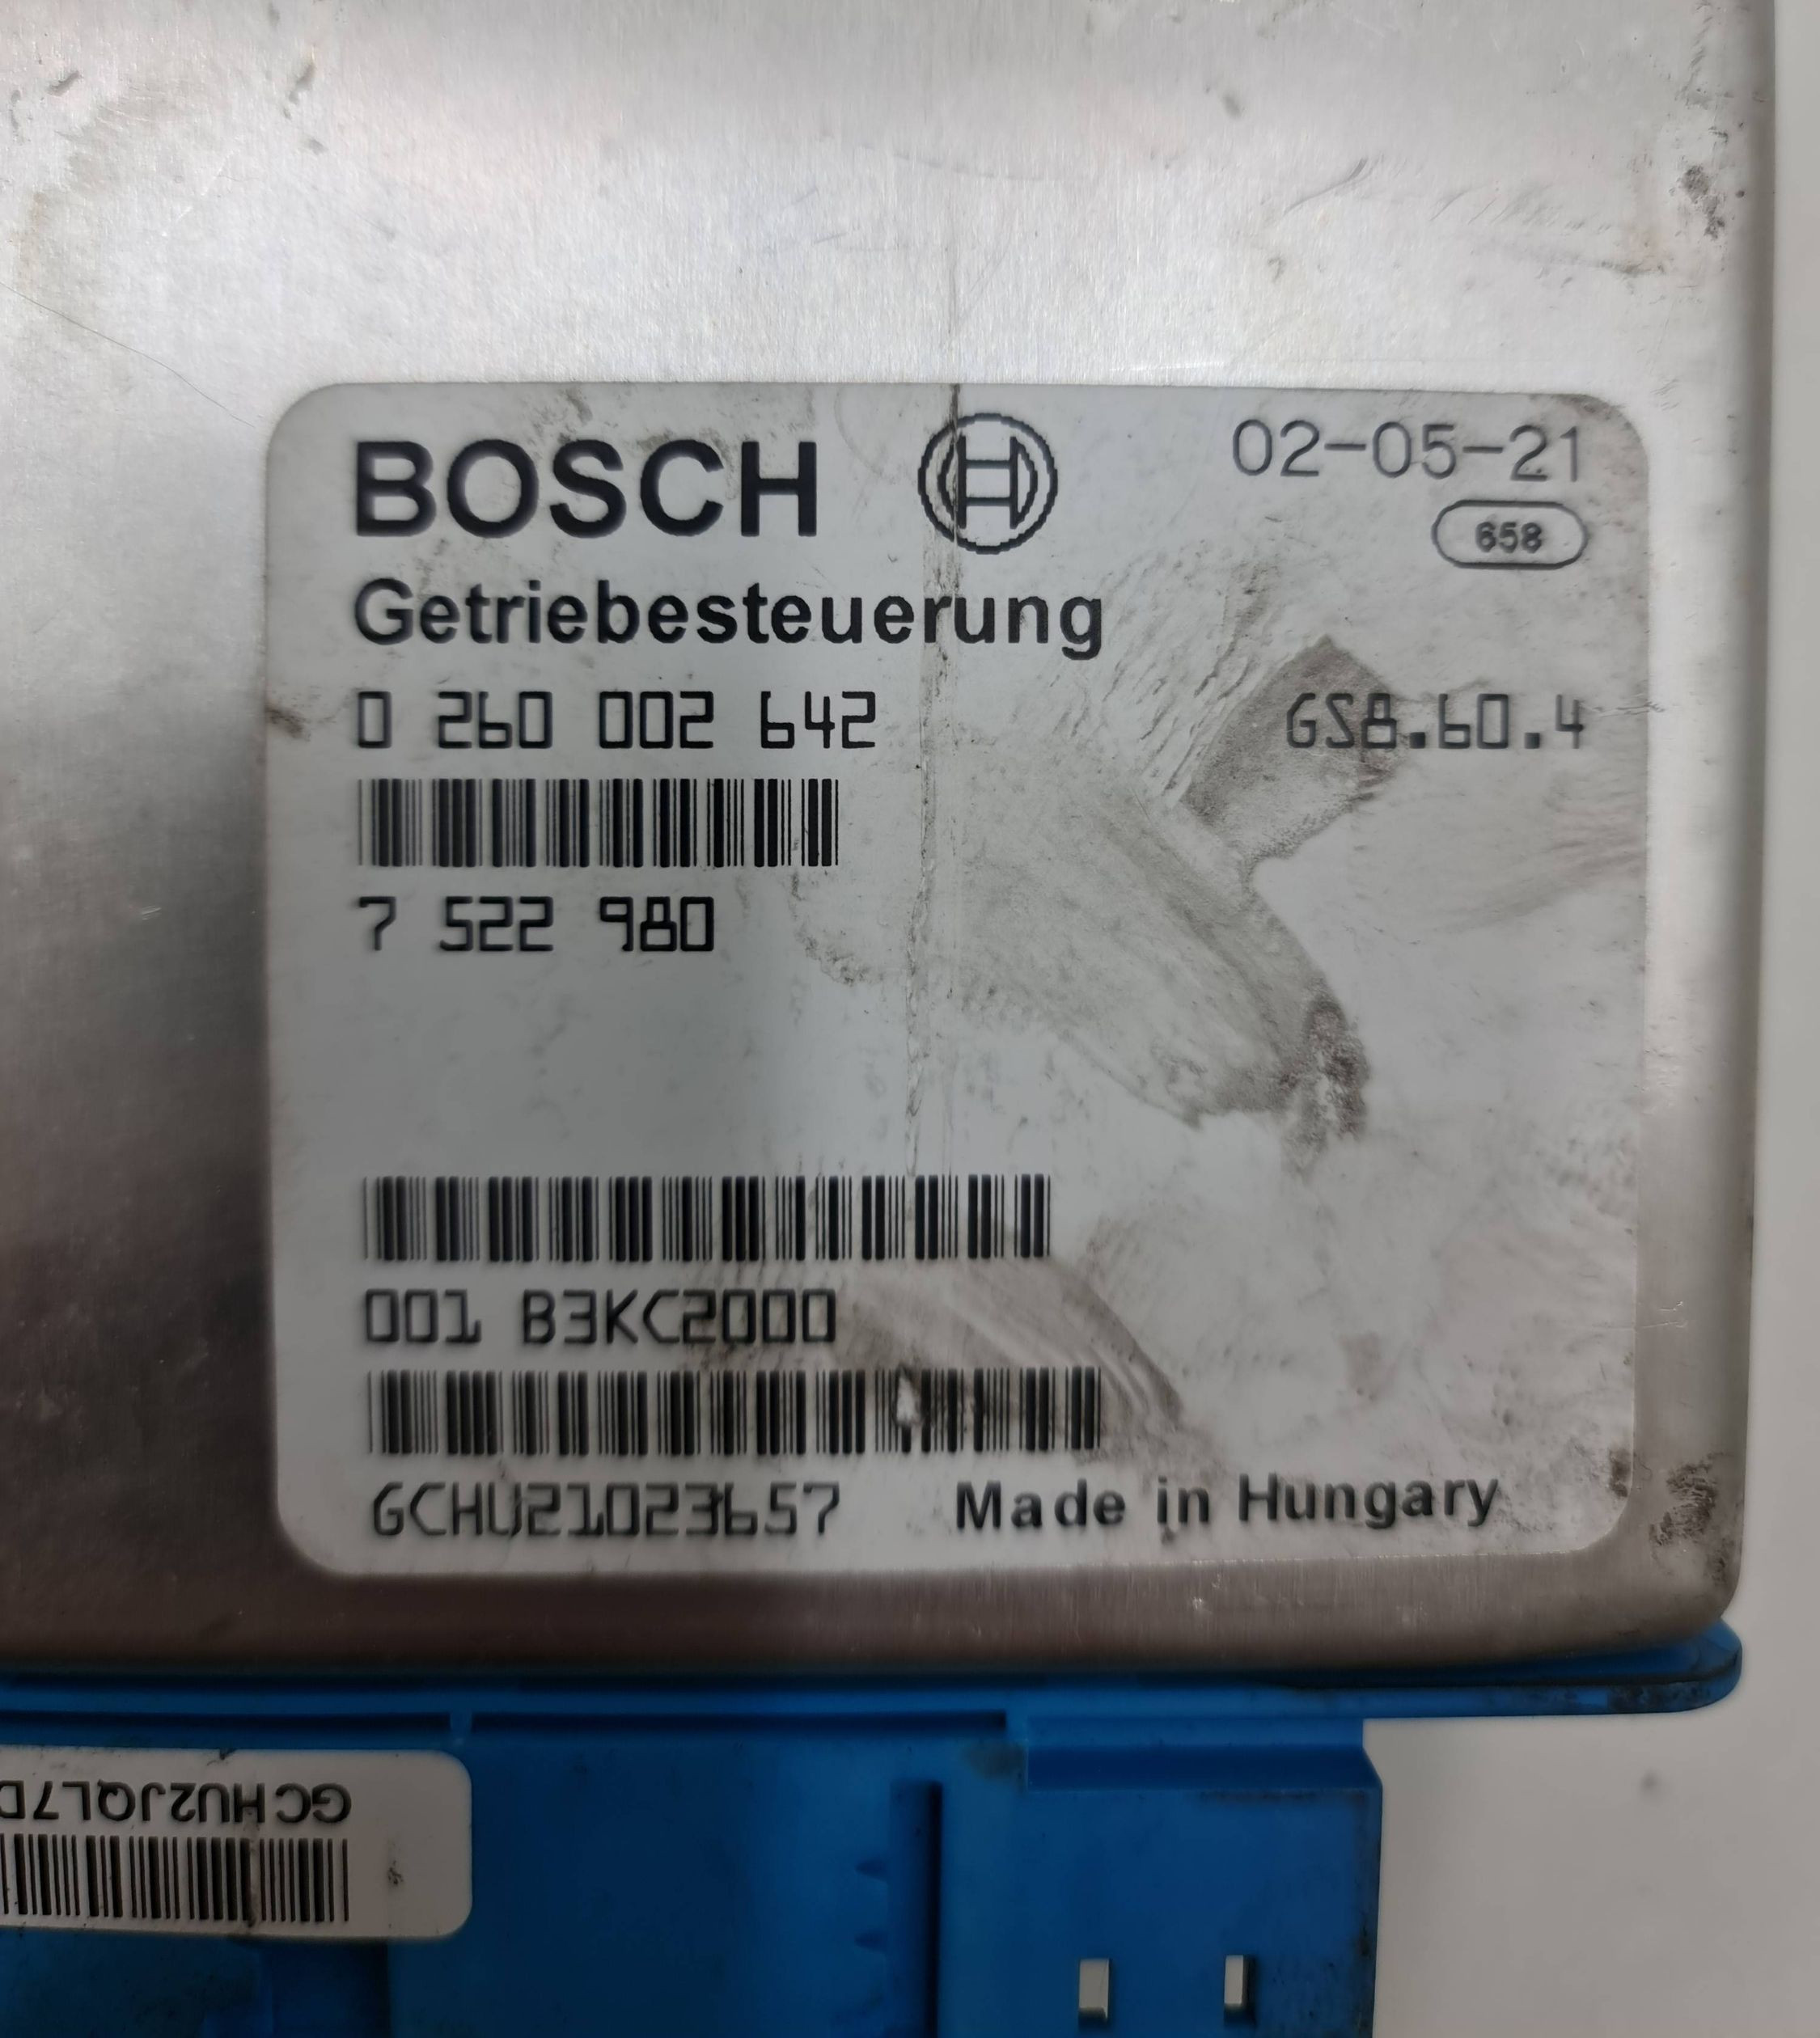 BOSCH 02-05-21
658
Getriebesteuerung
0 260 002 642 GS8.60.4
7 522 980
001 B3KC2000
GCHU21023657 Made in Hungary
GCHU2JQL7D